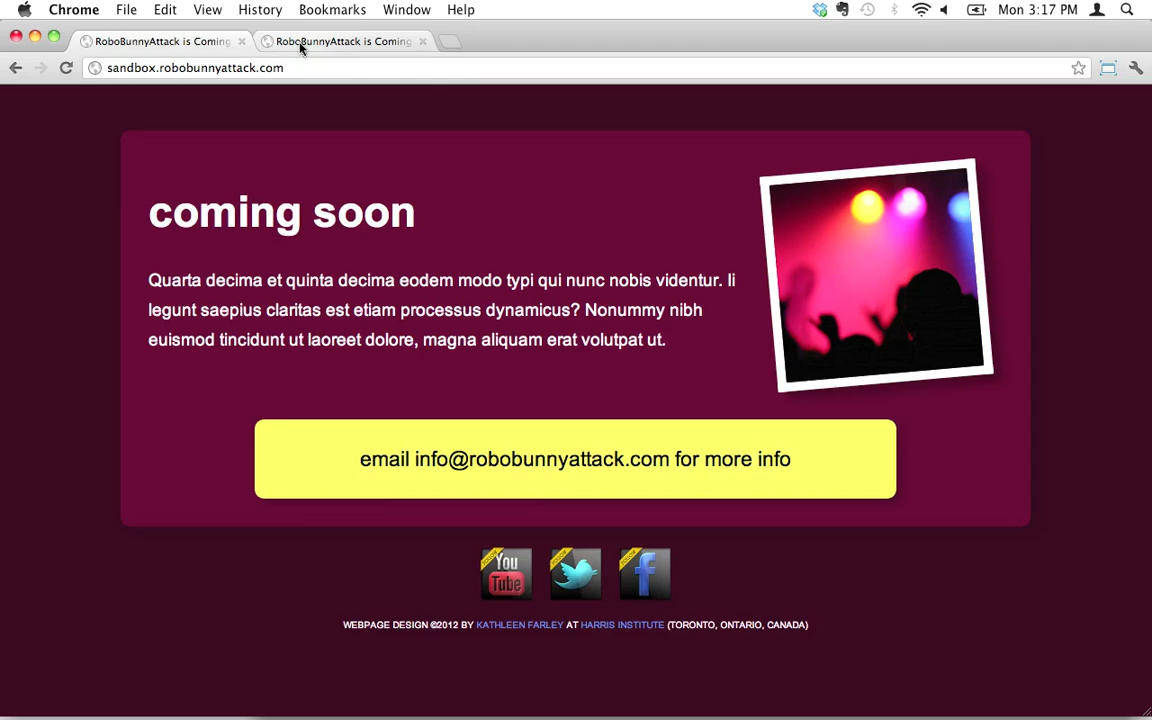 Chrome File Edit View History Bookmarks Window Help Mon 3:17 PM
RoboBunnyAttack is Coming RoboBunnyAttack is Coming
sandbox.robobunnyattack.com
coming soon
Quarta decima et quinta decima eodem modo typi qui nunc nobis videntur. Ii
legunt saepius claritas est etiam processus dynamicus? Nonummy nibh
euismod tincidunt ut laoreet dolore, magna aliquam erat volutpat ut.
email info@robobunnyattack.com for more info
You
Tube
WEBPAGE DESIGN ©2012 BY KATHLEEN FARLEY AT HARRIS INSTITUTE (TORONTO, ONTARIO, CANADA)